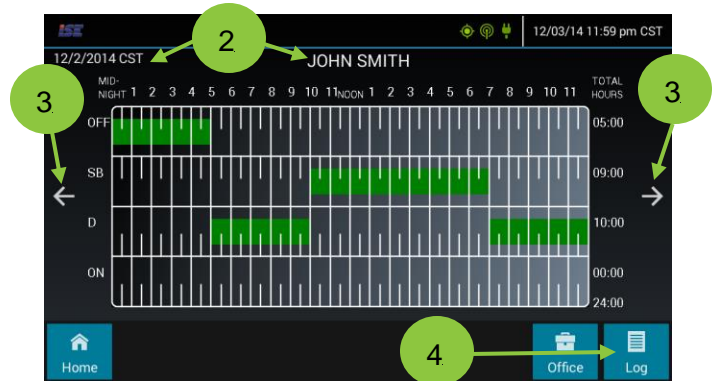 ISE 12/03/14 11:59 pm CST
2
12/2/2014 CST JOHN SMITH
MID-
NIGHT 1 2 3 4 5 6 7 8 9 10 11 NOON 1 2 3 4 5 6 7 8 9 10 11
TOTAL
HOURS
3.
3.
OFF 05:00
SB 09:00
D 10:00
ON 00:00
24:00
4.
Home Office Log